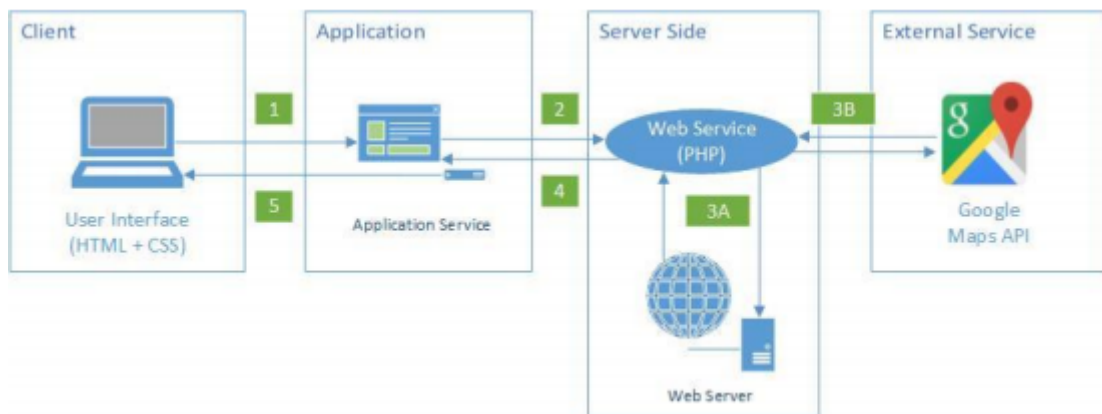 Client
Application
Server Side
External Service
1
2
3B
Web Service
(PHP)
g
5
4
3A
User Interface
(HTML + CSS)
Application Service
Google
Maps API
Web Server